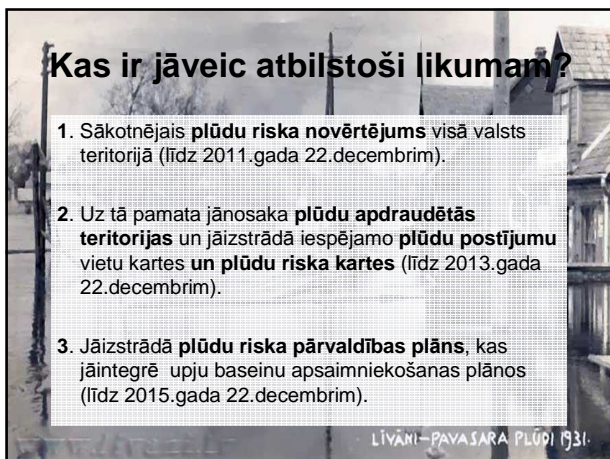 Kas ir jāveic atbilstoši likumam?
1. Sākotnējais plūdu riska novērtējums visā valsts
teritorijā (līdz 2011.gada 22.decembrim).
2. Uz tā pamata jānosaka plūdu apdraudētās
teritorijas un jāizstrādā iespējamo plūdu postījumu
vietu kartes un plūdu riska kartes (līdz 2013.gada
22.decembrim).
3. Jāizstrādā plūdu riska pārvaldības plāns, kas
jāintegrē upju baseinu apsaimniekošanas plānos
(līdz 2015.gada 22.decembrim).
LĪVĀNI-PAVASARA PLŪDI 1931.